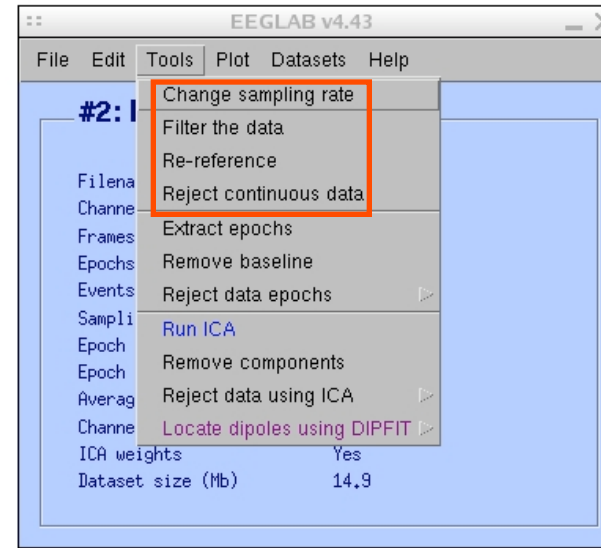 EEGLAB v4.43
File Edit Tools Plot Datasets Help
#2:
Change sampling rate
Filter the data
Re-reference
Reject continuous data
Extract epochs
Remove baseline
Reject data epochs
Run ICA
Remove components
Reject data using ICA
Locate dipoles using DIPFIT
Filena
Channe
Frames
Epochs
Events
Sampli
Epoch
Epoch
Averag
Channe
ICA weights Yes
Dataset size (Mb) 14.9